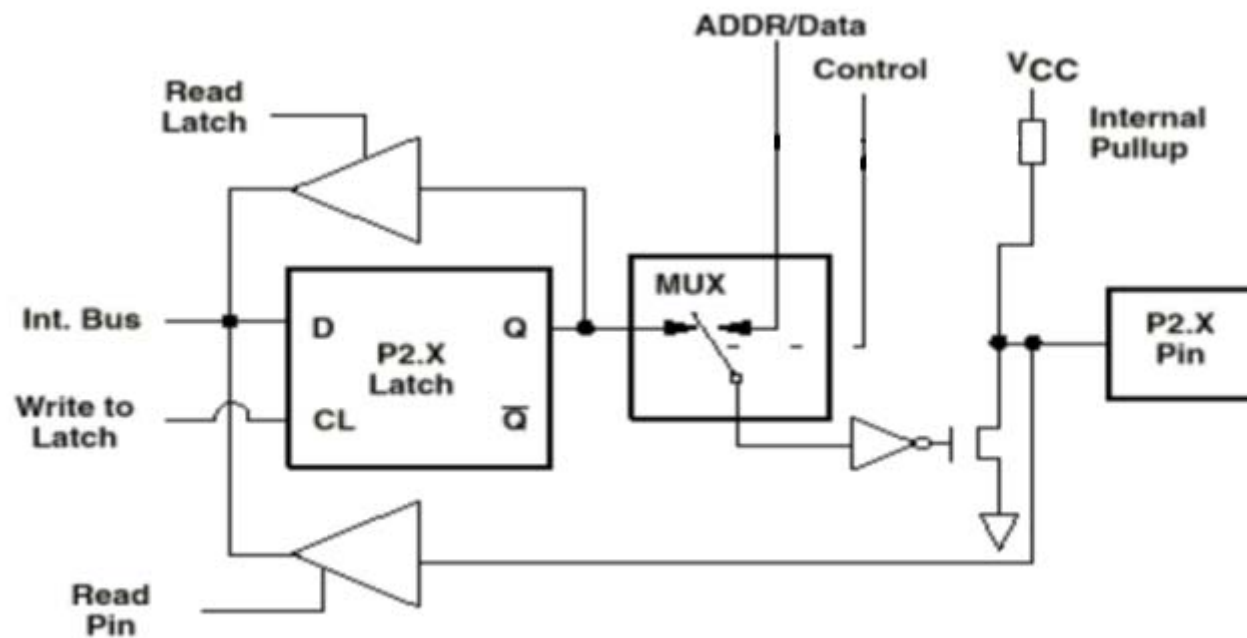 ADDR/Data
Control
VCC
Read
Latch
Internal
Pullup
MUX
Int. Bus
D
Q
P2.X
Latch
P2.X
Pin
Write to
Latch
CL
Q̅
Read
Pin